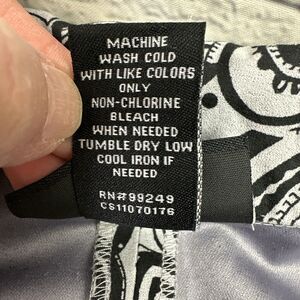 MACHINE
WASH COLD
WITH LIKE COLORS
ONLY
NON-CHLORINE
BLEACH
WHEN NEEDED
TUMBLE DRY LOW
COOL IRON IF
NEEDED
RN#99249
CS11070176